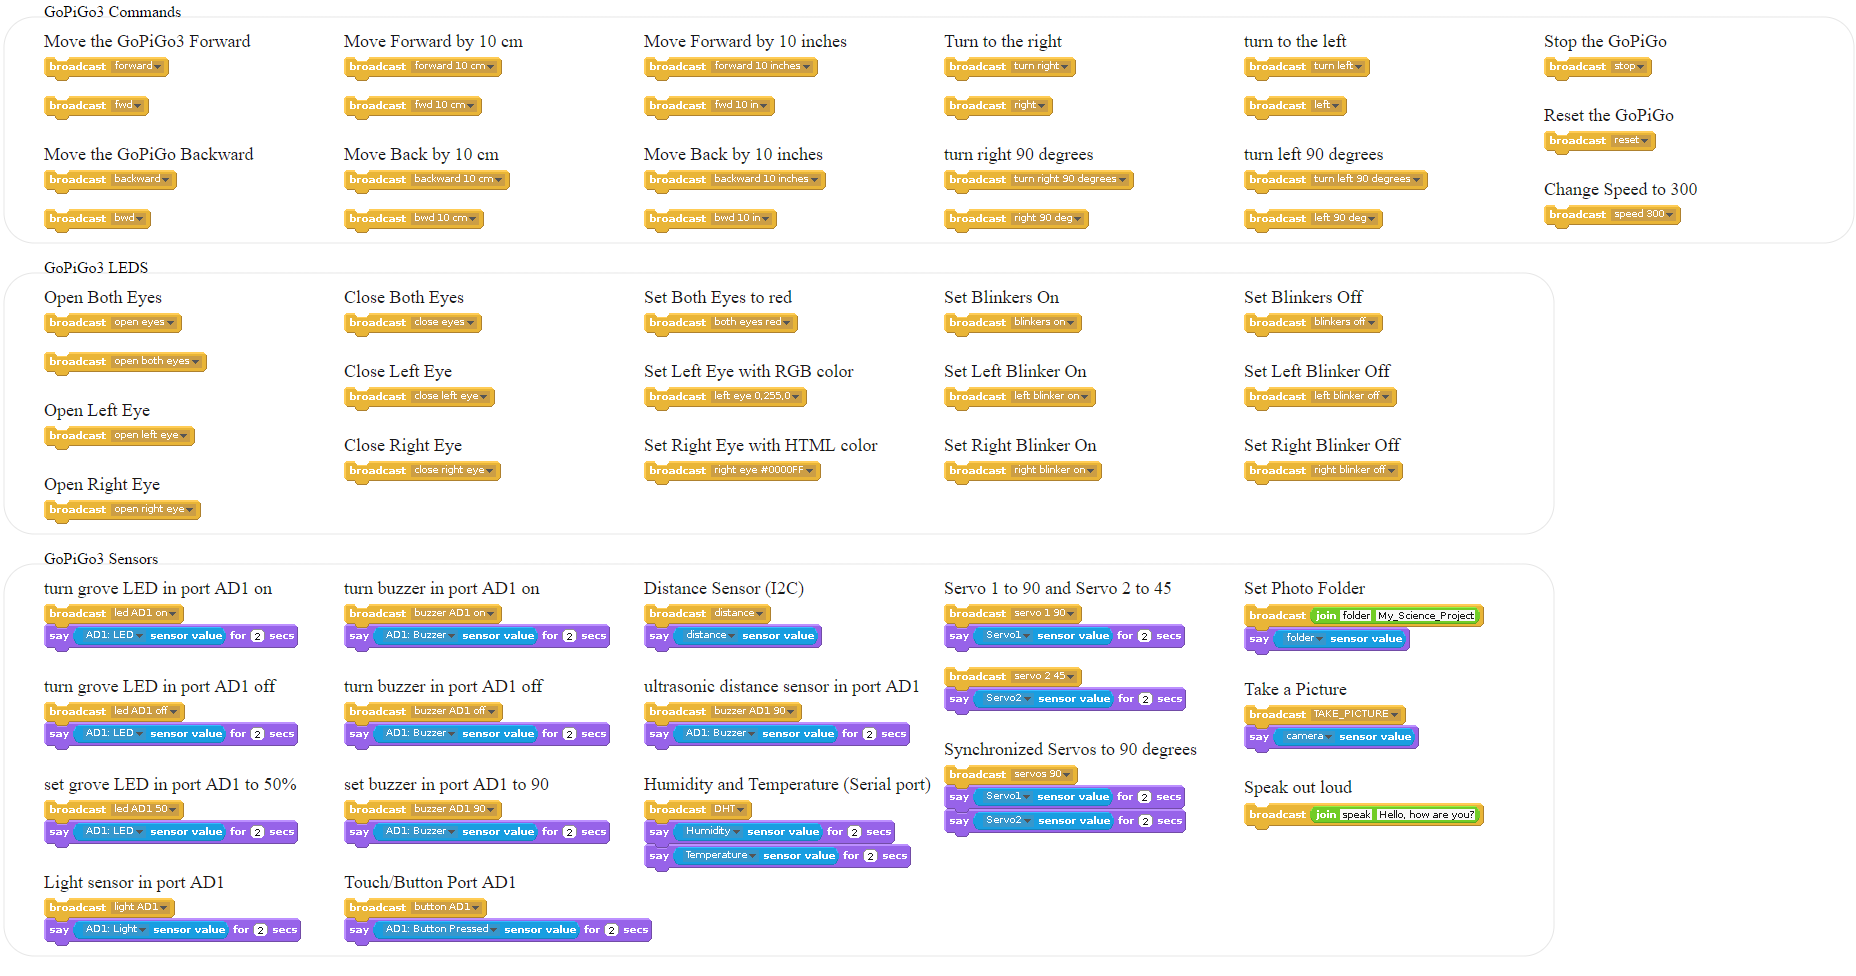 GoPiGo3 Commands
Move the GoPiGo3 Forward
broadcast forward
broadcast fwd
Move the GoPiGo Backward
broadcast backward
broadcast bwd
Move Forward by 10 cm
broadcast forward 10 cm
broadcast fwd 10 cm
Move Back by 10 cm
broadcast backward 10 cm
broadcast bwd 10 cm
Move Forward by 10 inches
broadcast forward 10 inches
broadcast fwd 10 in
Move Back by 10 inches
broadcast backward 10 inches
broadcast bwd 10 in
Turn to the right
broadcast turn right
broadcast right
turn right 90 degrees
broadcast turn right 90 degrees
broadcast right 90 deg
turn to the left
broadcast turn left
broadcast left
turn left 90 degrees
broadcast turn left 90 degrees
broadcast left 90 deg
Stop the GoPiGo
broadcast stop
Reset the GoPiGo
broadcast reset
Change Speed to 300
broadcast speed 300
GoPiGo3 LEDS
Open Both Eyes
broadcast open eyes
broadcast open both eyes
Open Left Eye
broadcast open left eye
Open Right Eye
broadcast open right eye
Close Both Eyes
broadcast close eyes
Close Left Eye
broadcast close left eye
Close Right Eye
broadcast close right eye
Set Both Eyes to red
broadcast both eyes red
Set Left Eye with RGB color
broadcast left eye 0,255,0
Set Right Eye with HTML color
broadcast right eye #0000FF
Set Blinkers On
broadcast blinkers on
Set Left Blinker On
broadcast left blinker on
Set Right Blinker On
broadcast right blinker on
Set Blinkers Off
broadcast blinkers off
Set Left Blinker Off
broadcast left blinker off
Set Right Blinker Off
broadcast right blinker off
GoPiGo3 Sensors
turn grove LED in port AD1 on
broadcast led AD1 on
say AD1: LED sensor value for 2 secs
turn grove LED in port AD1 off
broadcast led AD1 off
say AD1: LED sensor value for 2 secs
set grove LED in port AD1 to 50%
broadcast led AD1 50
say AD1: LED sensor value for 2 secs
Light sensor in port AD1
broadcast light AD1
say AD1: Light sensor value for 2 secs
turn buzzer in port AD1 on
broadcast buzzer AD1 on
say AD1: Buzzer sensor value for 2 secs
turn buzzer in port AD1 off
broadcast buzzer AD1 off
say AD1: Buzzer sensor value for 2 secs
set buzzer in port AD1 to 90
broadcast buzzer AD1 90
say AD1: Buzzer sensor value for 2 secs
Touch/Button Port AD1
broadcast button AD1
say AD1: Button Pressed sensor value for 2 secs
Distance Sensor (I2C)
broadcast distance
say distance sensor value
ultrasonic distance sensor in port AD1
broadcast buzzer AD1 90
say AD1: Buzzer sensor value for 2 secs
Humidity and Temperature (Serial port)
broadcast DHT
say Humidity sensor value for 2 secs
say Temperature sensor value for 2 secs
Servo 1 to 90 and Servo 2 to 45
broadcast servo 1 90
say Servo1 sensor value for 2 secs
broadcast servo 2 45
say Servo2 sensor value for 2 secs
Synchronized Servos to 90 degrees
broadcast servos 90
say Servo1 sensor value for 2 secs
say Servo2 sensor value for 2 secs
Set Photo Folder
broadcast join folder My_Science_Project
say folder sensor value
Take a Picture
broadcast TAKE_PICTURE
say camera sensor value
Speak out loud
broadcast join speak Hello, how are you?